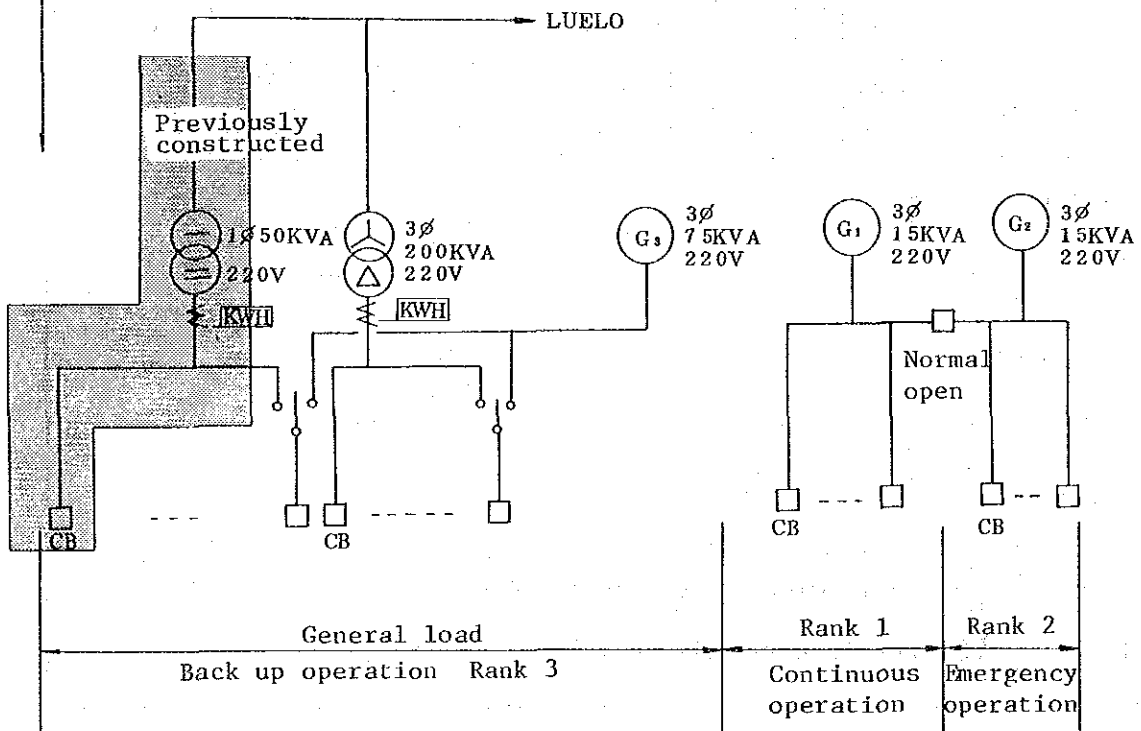 LUELO
Previously
constructed
1Ø50KVA
220V
KWH
3Ø
200KVA
220V
KWH
G3
3Ø
75KVA
220V
G1
3Ø
15KVA
220V
G2
3Ø
15KVA
220V
Normal
open
CB
CB
CB
CB
General load
Back up operation Rank 3
Rank 1
Continuous
operation
Rank 2
Emergency
operation